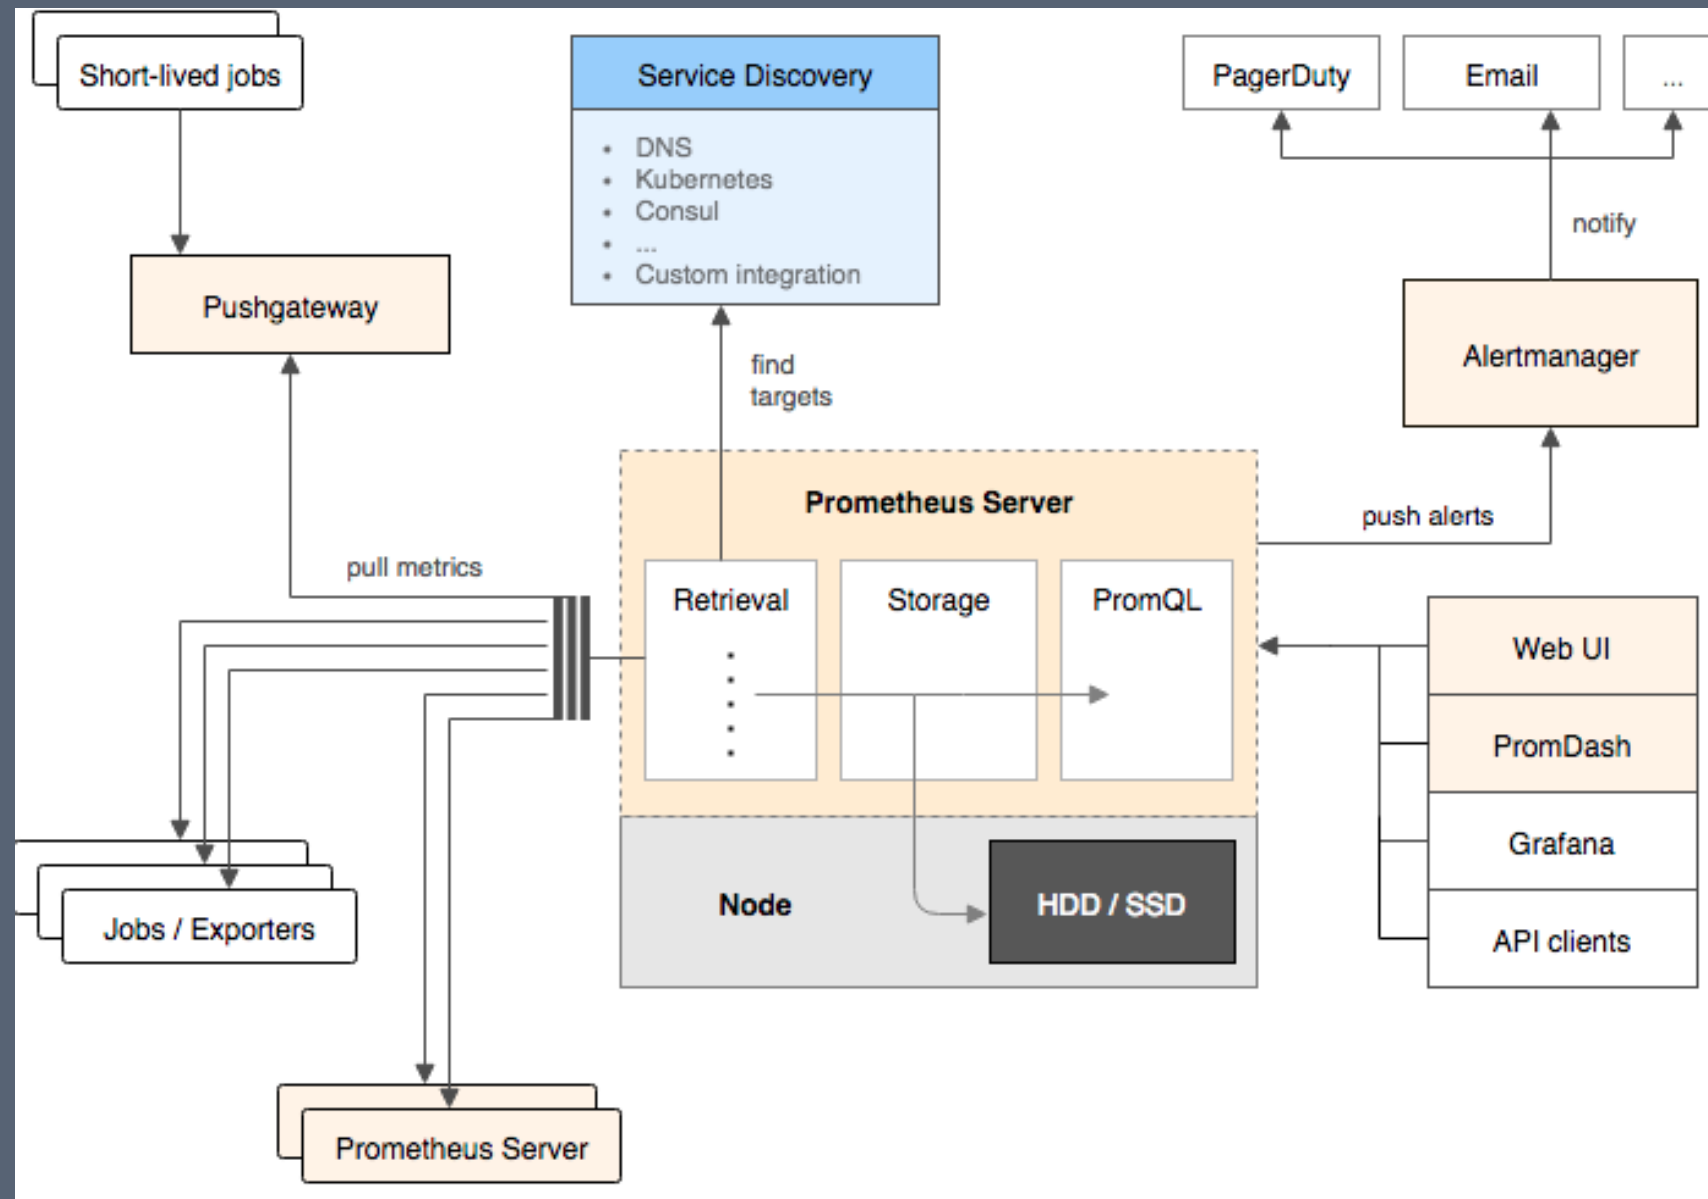 Short-lived jobs
Service Discovery
• DNS
• Kubernetes
• Consul
• ...
• Custom integration
PagerDuty
Email
...
notify
Pushgateway
Alertmanager
find
targets
Prometheus Server
push alerts
pull metrics
Retrieval
Storage
PromQL
Web UI
PromDash
Grafana
API clients
Node
HDD / SSD
Jobs / Exporters
Prometheus Server